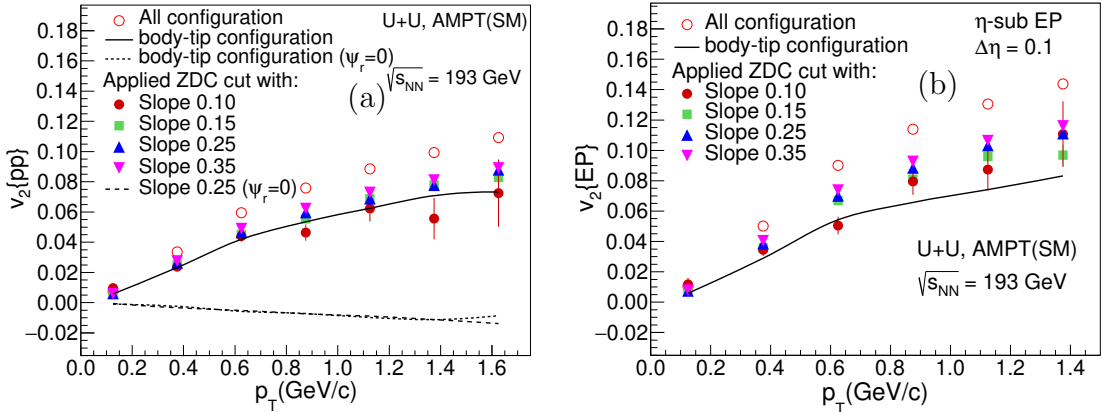 0.18
0.16
0.14
0.12
0.10
0.08
0.06
0.04
0.02
0.00
−0.02
v₂{pp}
All configuration
body-tip configuration
body-tip configuration (ψᵣ=0)
Applied ZDC cut with:
Slope 0.10
Slope 0.15
Slope 0.25
Slope 0.35
Slope 0.25 (ψᵣ=0)
U+U, AMPT(SM)
√s_NN = 193 GeV
(a)
0.0 0.2 0.4 0.6 0.8 1.0 1.2 1.4 1.6
p_T(GeV/c)
0.18
0.16
0.14
0.12
0.10
0.08
0.06
0.04
0.02
0.00
−0.02
v₂{EP}
All configuration
body-tip configuration
Applied ZDC cut with:
Slope 0.10
Slope 0.15
Slope 0.25
Slope 0.35
η-sub EP
Δη = 0.1
(b)
U+U, AMPT(SM)
√s_NN = 193 GeV
0.0 0.2 0.4 0.6 0.8 1.0 1.2 1.4
p_T(GeV/c)